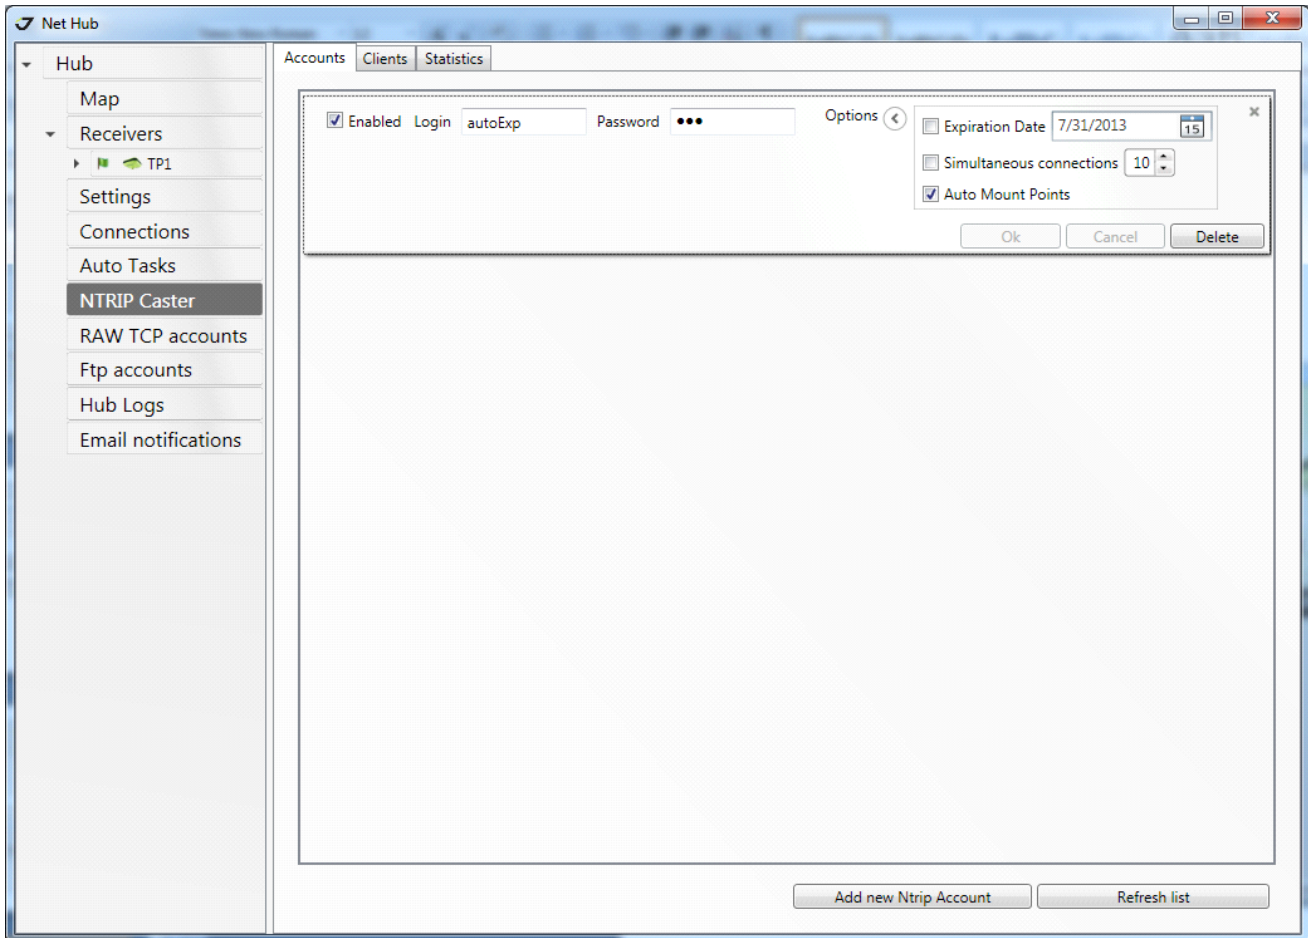 Net Hub
Hub
Map
Receivers
TP1
Settings
Connections
Auto Tasks
NTRIP Caster
RAW TCP accounts
Ftp accounts
Hub Logs
Email notifications
Accounts Clients Statistics
Enabled Login autoExp Password ●●● Options
Expiration Date 7/31/2013 15
Simultaneous connections 10
Auto Mount Points
Ok Cancel Delete
Add new Ntrip Account Refresh list